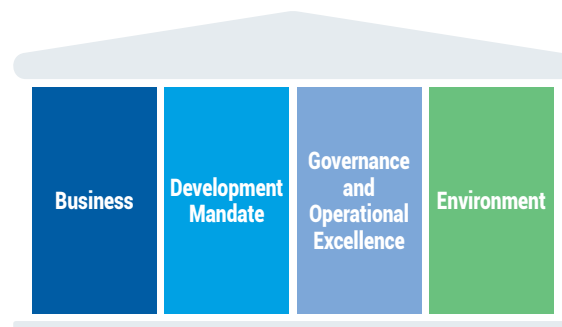 Business
Development
Mandate
Governance
and
Operational
Excellence
Environment